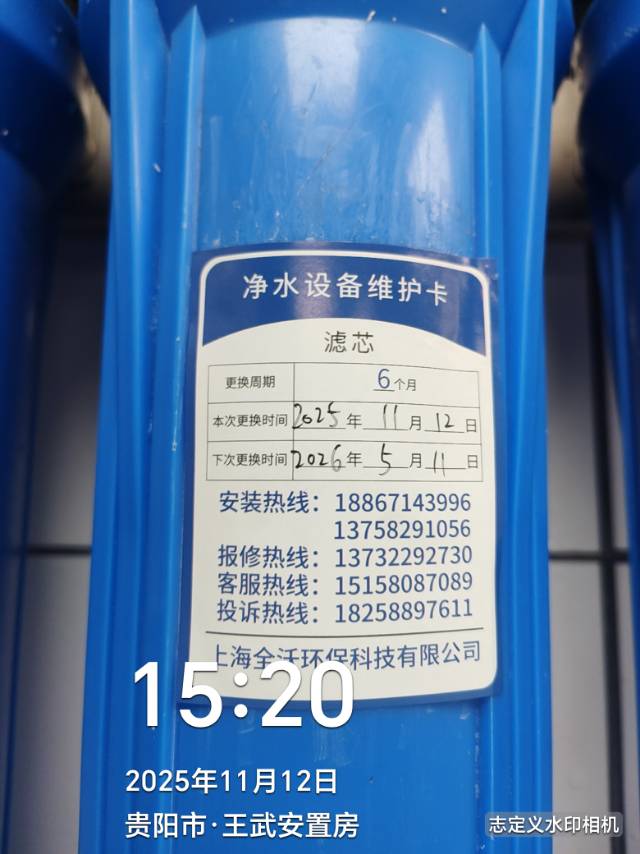 净水设备维护卡
滤芯
更换周期 6个月
本次更换时间 2025年 11月 12日
下次更换时间 2026年 5月 11日
安装热线：18867143996
13758291056
报修热线：13732292730
客服热线：15158087089
投诉热线：18258897611
上海全沃环保科技有限公司
15:20
2025年11月12日
贵阳市·王武安置房
志定义水印相机